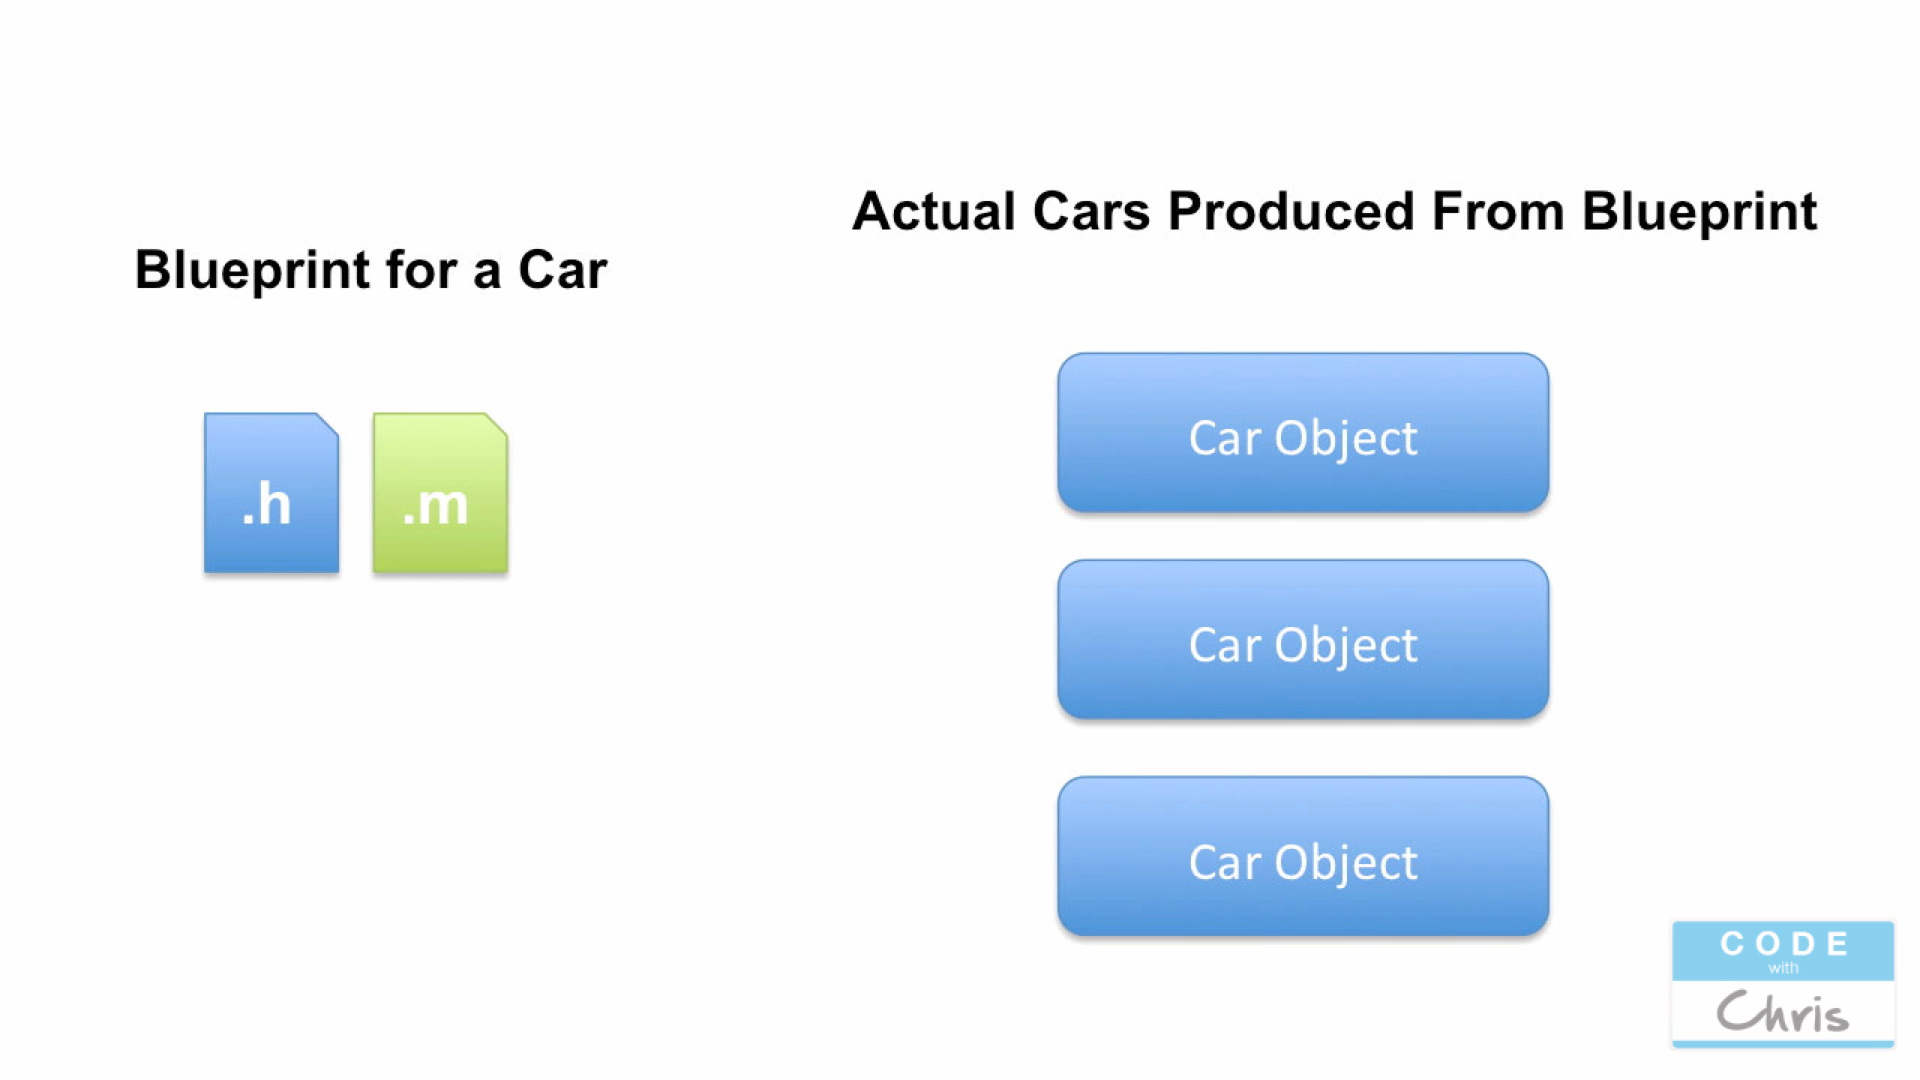 Blueprint for a Car
.h
.m
Actual Cars Produced From Blueprint
Car Object
Car Object
Car Object
CODE
with
Chris